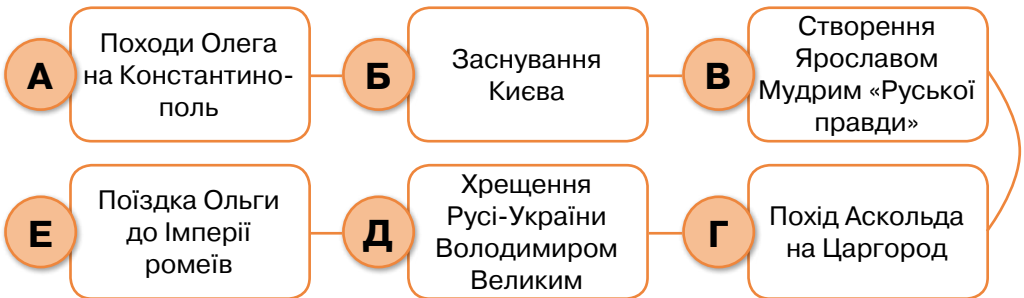 А
Походи Олега
на Константино-
поль
Б
Заснування
Києва
В
Створення
Ярославом
Мудрим «Руської
правди»
Е
Поїздка Ольги
до Імперії
ромеїв
Д
Хрещення
Русі-України
Володимиром
Великим
Г
Похід Аскольда
на Царгород